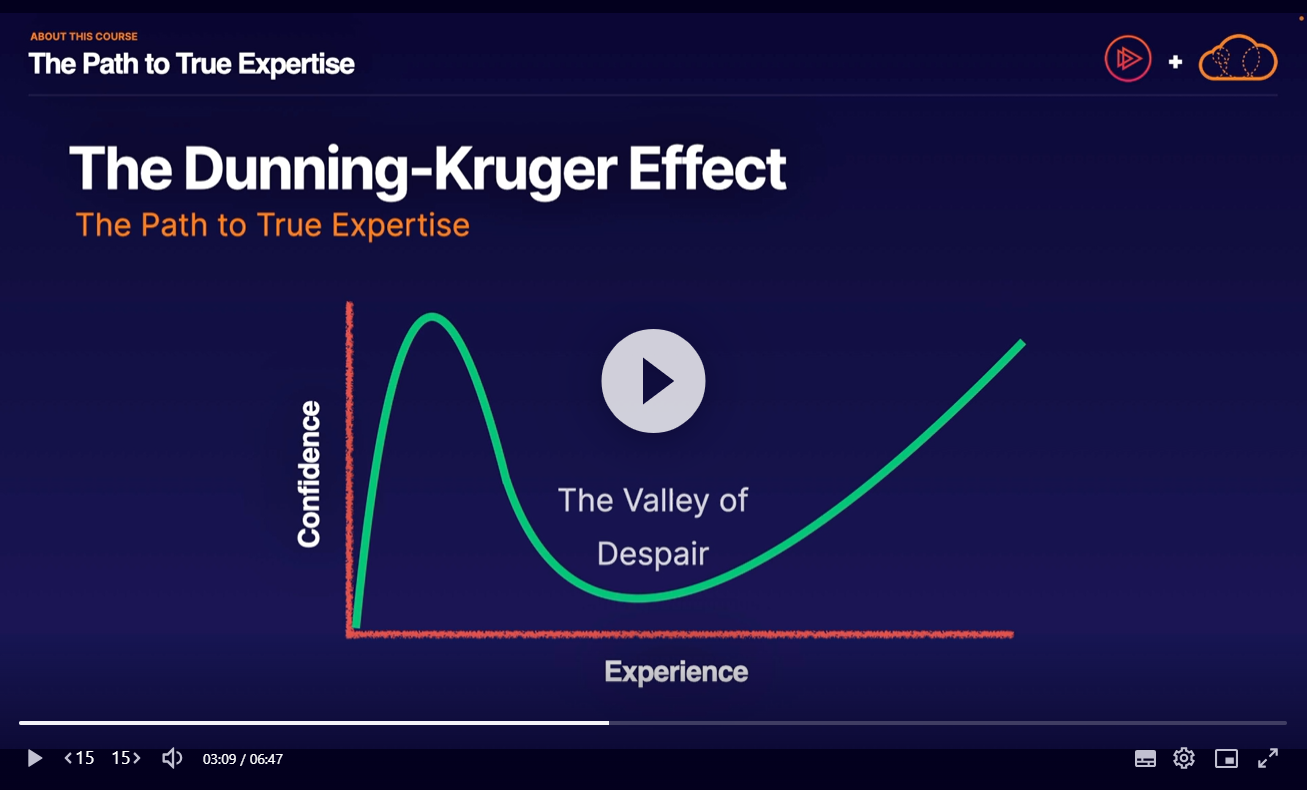 ABOUT THIS COURSE
The Path to True Expertise
The Dunning-Kruger Effect
The Path to True Expertise
Confidence
The Valley of
Despair
Experience
15 15 03:09 / 06:47